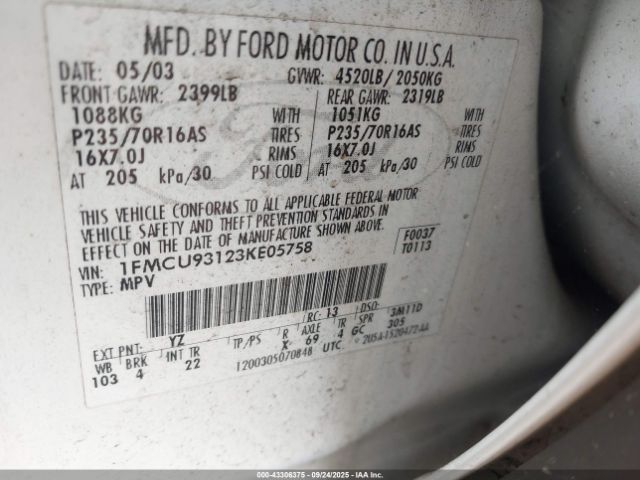 MFD. BY FORD MOTOR CO. IN U.S.A.
DATE: 05/03 GVWR: 4520LB/ 2050KG
FRONT GAWR: 2399LB REAR GAWR: 2319LB
1088KG WITH 1051KG WITH
P235/70R16AS TIRES P235/70R16AS TIRES
16X7.0J RIMS 16X7.0J RIMS
AT 205 kPa/30 PSI COLD AT 205 kPa/30 PSI COLD
THIS VEHICLE CONFORMS TO ALL APPLICABLE FEDERAL MOTOR
VEHICLE SAFETY AND THEFT PREVENTION STANDARDS IN
EFFECT ON THE DATE OF MANUFACTURE SHOWN ABOVE.
F0037
T0113
VIN: 1FMCU93123KE05758
TYPE: MPV
EXT PNT: YZ RC: 13 DSO: 3M11D
WB BRK INT TR TP/PS R AXLE TR SPR
103 4 22 X 69 4 GC 305
1200305070848 UTC 2U5A-1520472-AA
00-43306375 - 09/24/2025 - IAA Inc.